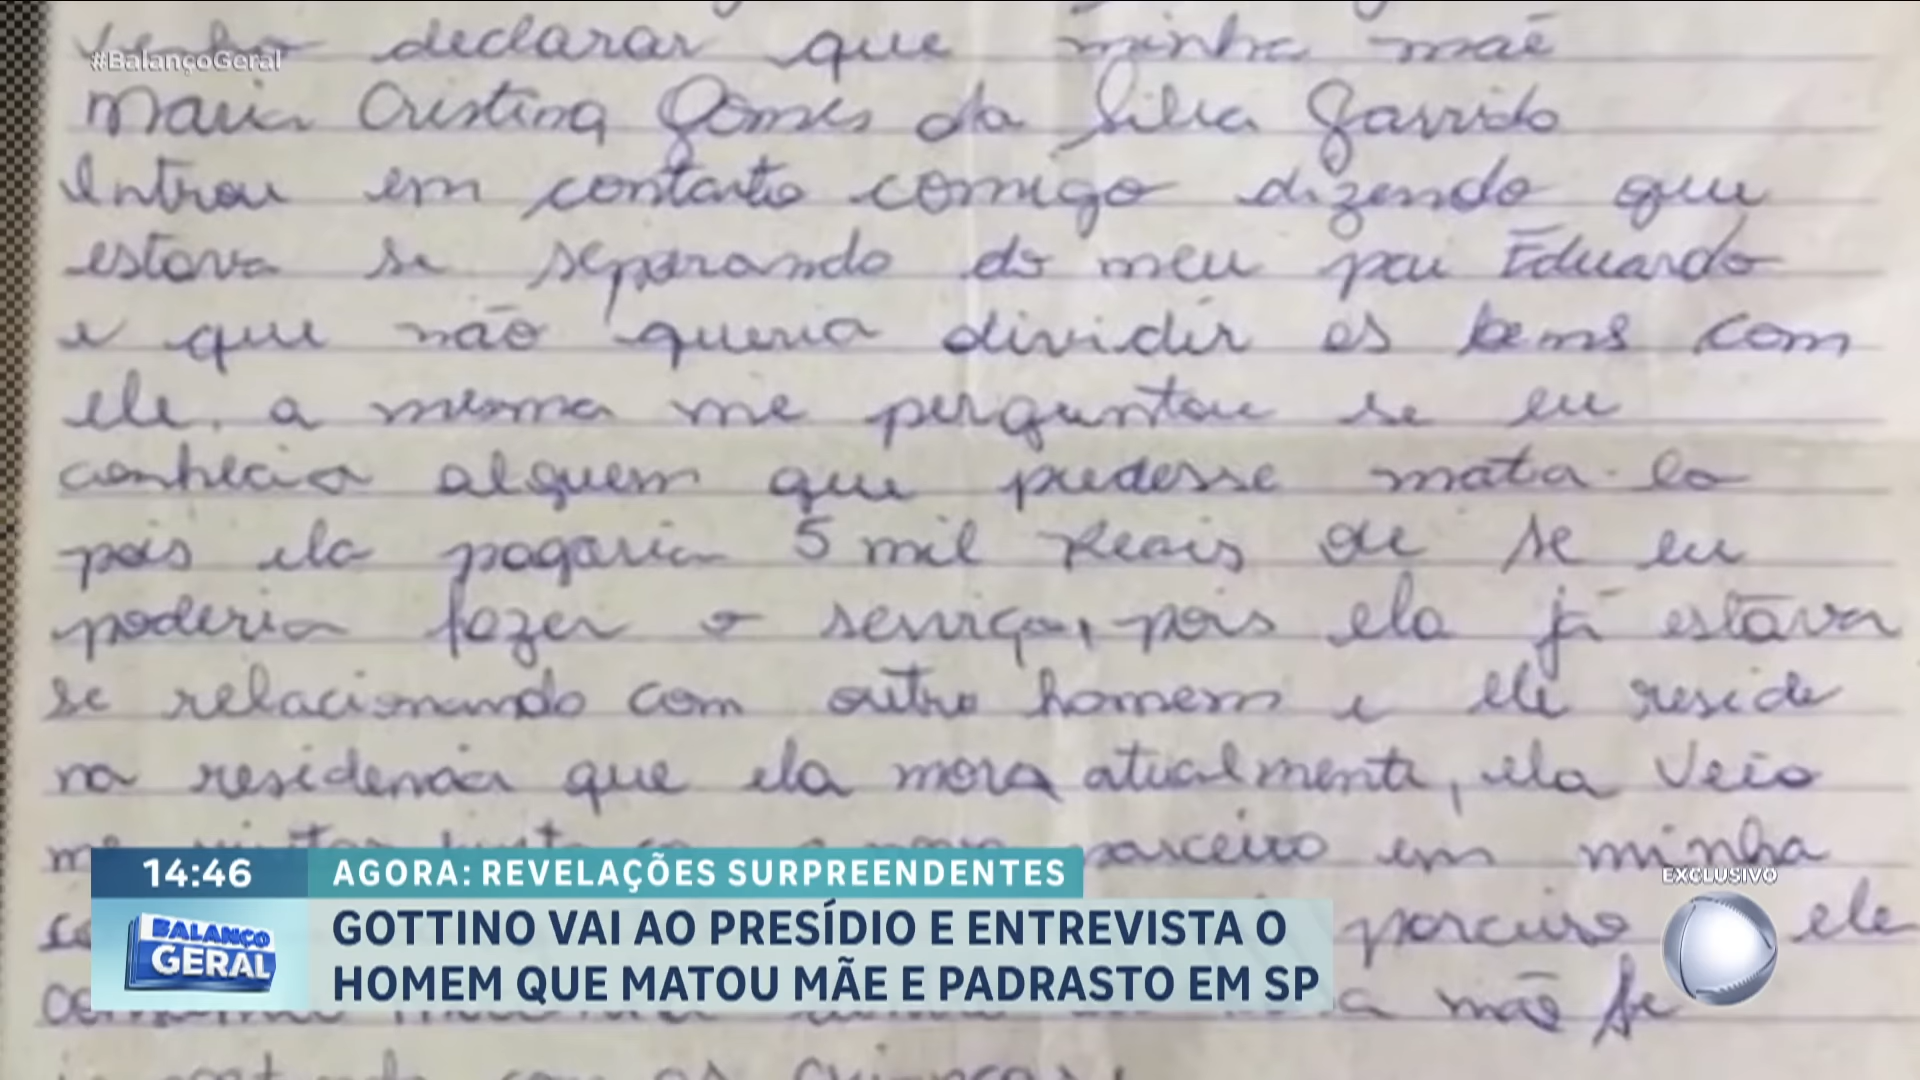 #BalançoGeral
venho declarar que minha mãe
Maria Cristina Gomes da Silva Garrido
Entrou em contato comigo dizendo que
estava se separando do meu pai Eduardo
e que não queria dividir os bens com
ele. a mesma me perguntou se eu
conhecia alguem que pudesse mata-lo
pois ela pagaria 5 mil Reais ou se eu
poderia fazer o serviço, pois ela já estava
se relacionando com outro homem e ele reside
na residencia que ela mora atualmente, ela veio
parceiro em minha
parceiro ele
mãe se
com as crianças
14:46
AGORA: REVELAÇÕES SURPREENDENTES
BALANÇO GERAL
GOTTINO VAI AO PRESÍDIO E ENTREVISTA O
HOMEM QUE MATOU MÃE E PADRASTO EM SP
EXCLUSIVO